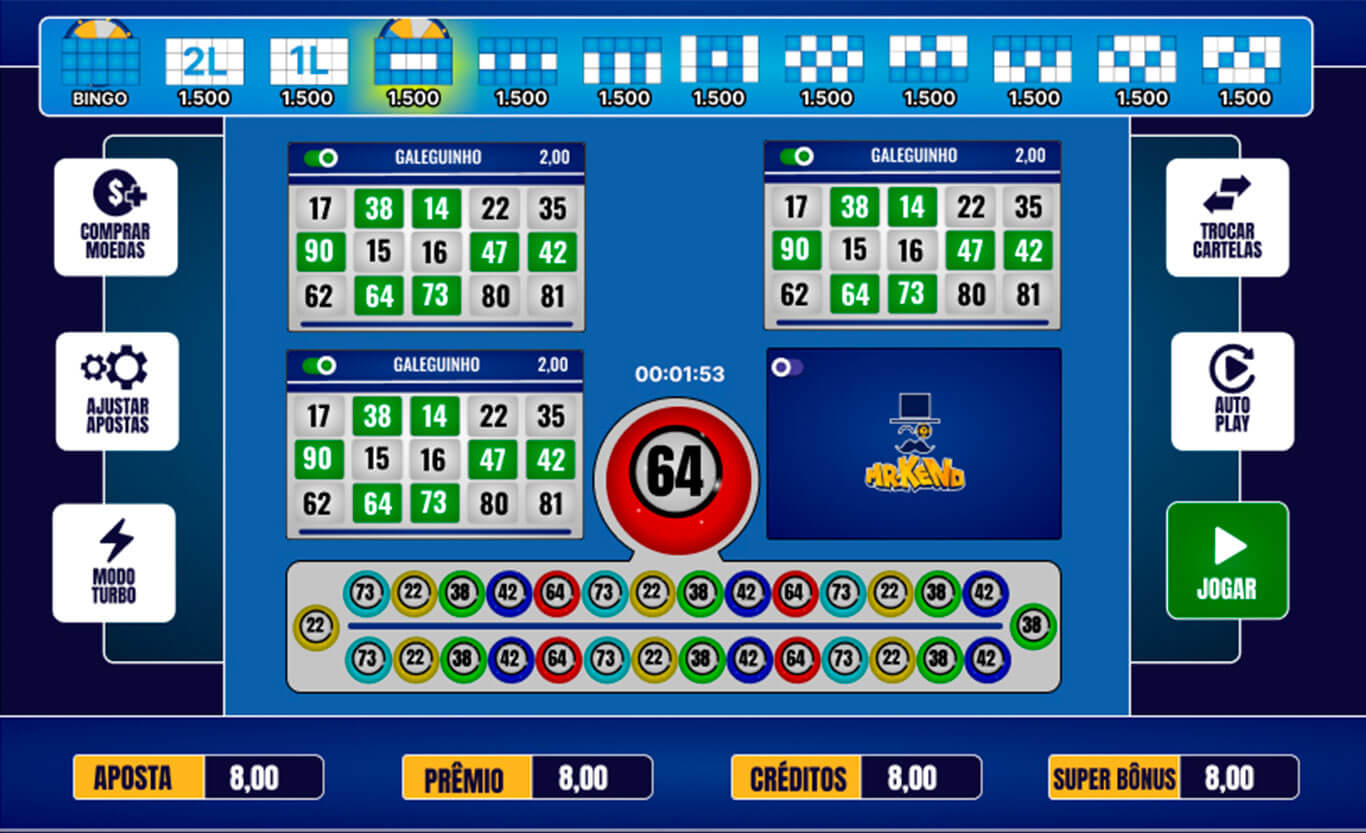 BINGO
2L
1.500
1L
1.500
1.500
1.500
1.500
1.500
1.500
1.500
1.500
1.500
1.500
COMPRAR
MOEDAS
AJUSTAR
APOSTAS
MODO
TURBO
GALEGUINHO 2,00
17 38 14 22 35
90 15 16 47 42
62 64 73 80 81
GALEGUINHO 2,00
17 38 14 22 35
90 15 16 47 42
62 64 73 80 81
GALEGUINHO 2,00
17 38 14 22 35
90 15 16 47 42
62 64 73 80 81
00:01:53
64
MR.KENO
TROCAR
CARTELAS
AUTO
PLAY
JOGAR
73 22 38 42 64 73 22 38 42 64 73 22 38 42
22
38
73 22 38 42 64 73 22 38 42 64 73 22 38 42
APOSTA 8,00
PRÊMIO 8,00
CRÉDITOS 8,00
SUPER BÔNUS 8,00